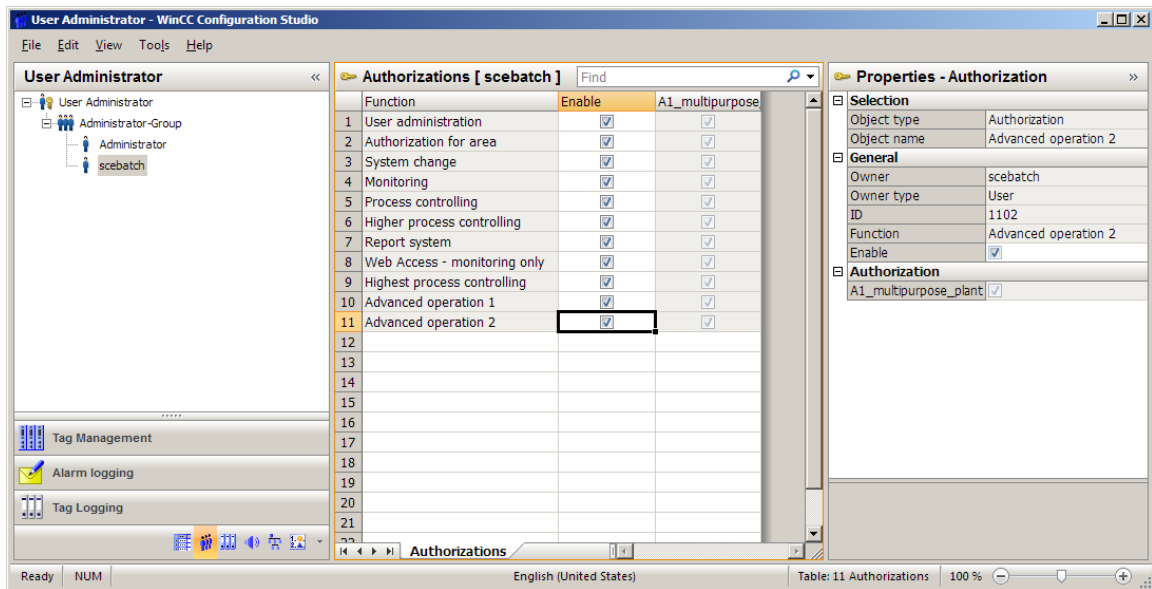 User Administrator - WinCC Configuration Studio
File Edit View Tools Help
User Administrator «
User Administrator
Administrator-Group
Administrator
scebatch
Tag Management
Alarm logging
Tag Logging
Authorizations [ scebatch ] Find
Function Enable A1_multipurpose_
1 User administration
2 Authorization for area
3 System change
4 Monitoring
5 Process controlling
6 Higher process controlling
7 Report system
8 Web Access - monitoring only
9 Highest process controlling
10 Advanced operation 1
11 Advanced operation 2
12
13
14
15
16
17
18
19
20
21
22
Authorizations
Properties - Authorization »
Selection
Object type Authorization
Object name Advanced operation 2
General
Owner scebatch
Owner type User
ID 1102
Function Advanced operation 2
Enable
Authorization
A1_multipurpose_plant
Ready NUM English (United States) Table: 11 Authorizations 100 %